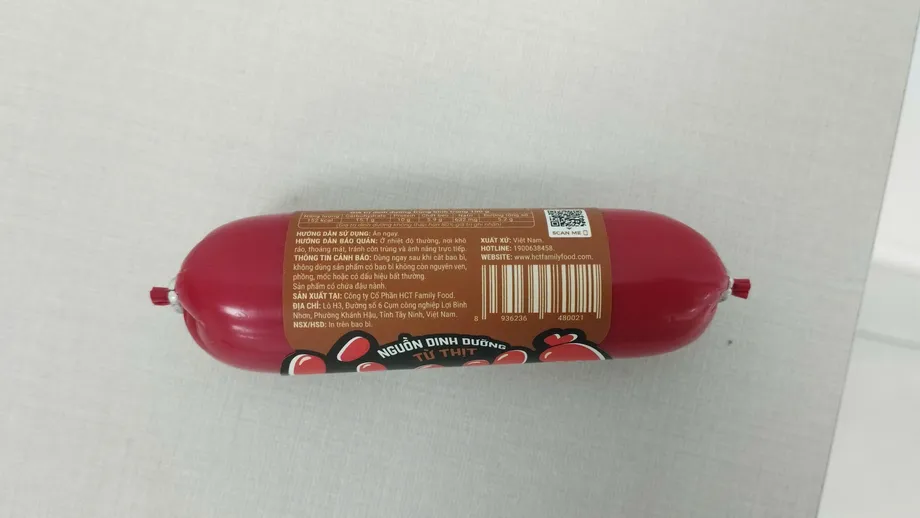 Năng lượng Carbohydrate
152 kcal
HƯỚNG DẪN SỬ DỤNG: Ăn ngay.
HƯỚNG DẪN BẢO QUẢN: Ở nhiệt độ thường, nơi khô
ráo, thoáng mát, tránh côn trùng và ánh nắng trực tiếp.
THÔNG TIN CẢNH BÁO: Dùng ngay sau khi cắt bao bì,
không dùng sản phẩm có bao bì không còn nguyên vẹn,
phồng, mốc hoặc có dấu hiệu bất thường.
Sản phẩm có chứa đậu nành.
SẢN XUẤT TẠI: Công ty Cổ Phần HCT Family Food.
ĐỊA CHỈ: Lô H3, Đường số 6 Cụm công nghiệp Lợi Bình
Nhơn, Phường Khánh Hậu, Tỉnh Tây Ninh, Việt Nam.
NSX/HSD: In trên bao bì.
SCAN ME
XUẤT XỨ: Việt Nam.
HOTLINE: 1900638458.
WEBSITE: www.hctfamilyfood.com.
8 936236 480021
NGUỒN DINH DƯỠNG
TỪ THỊT